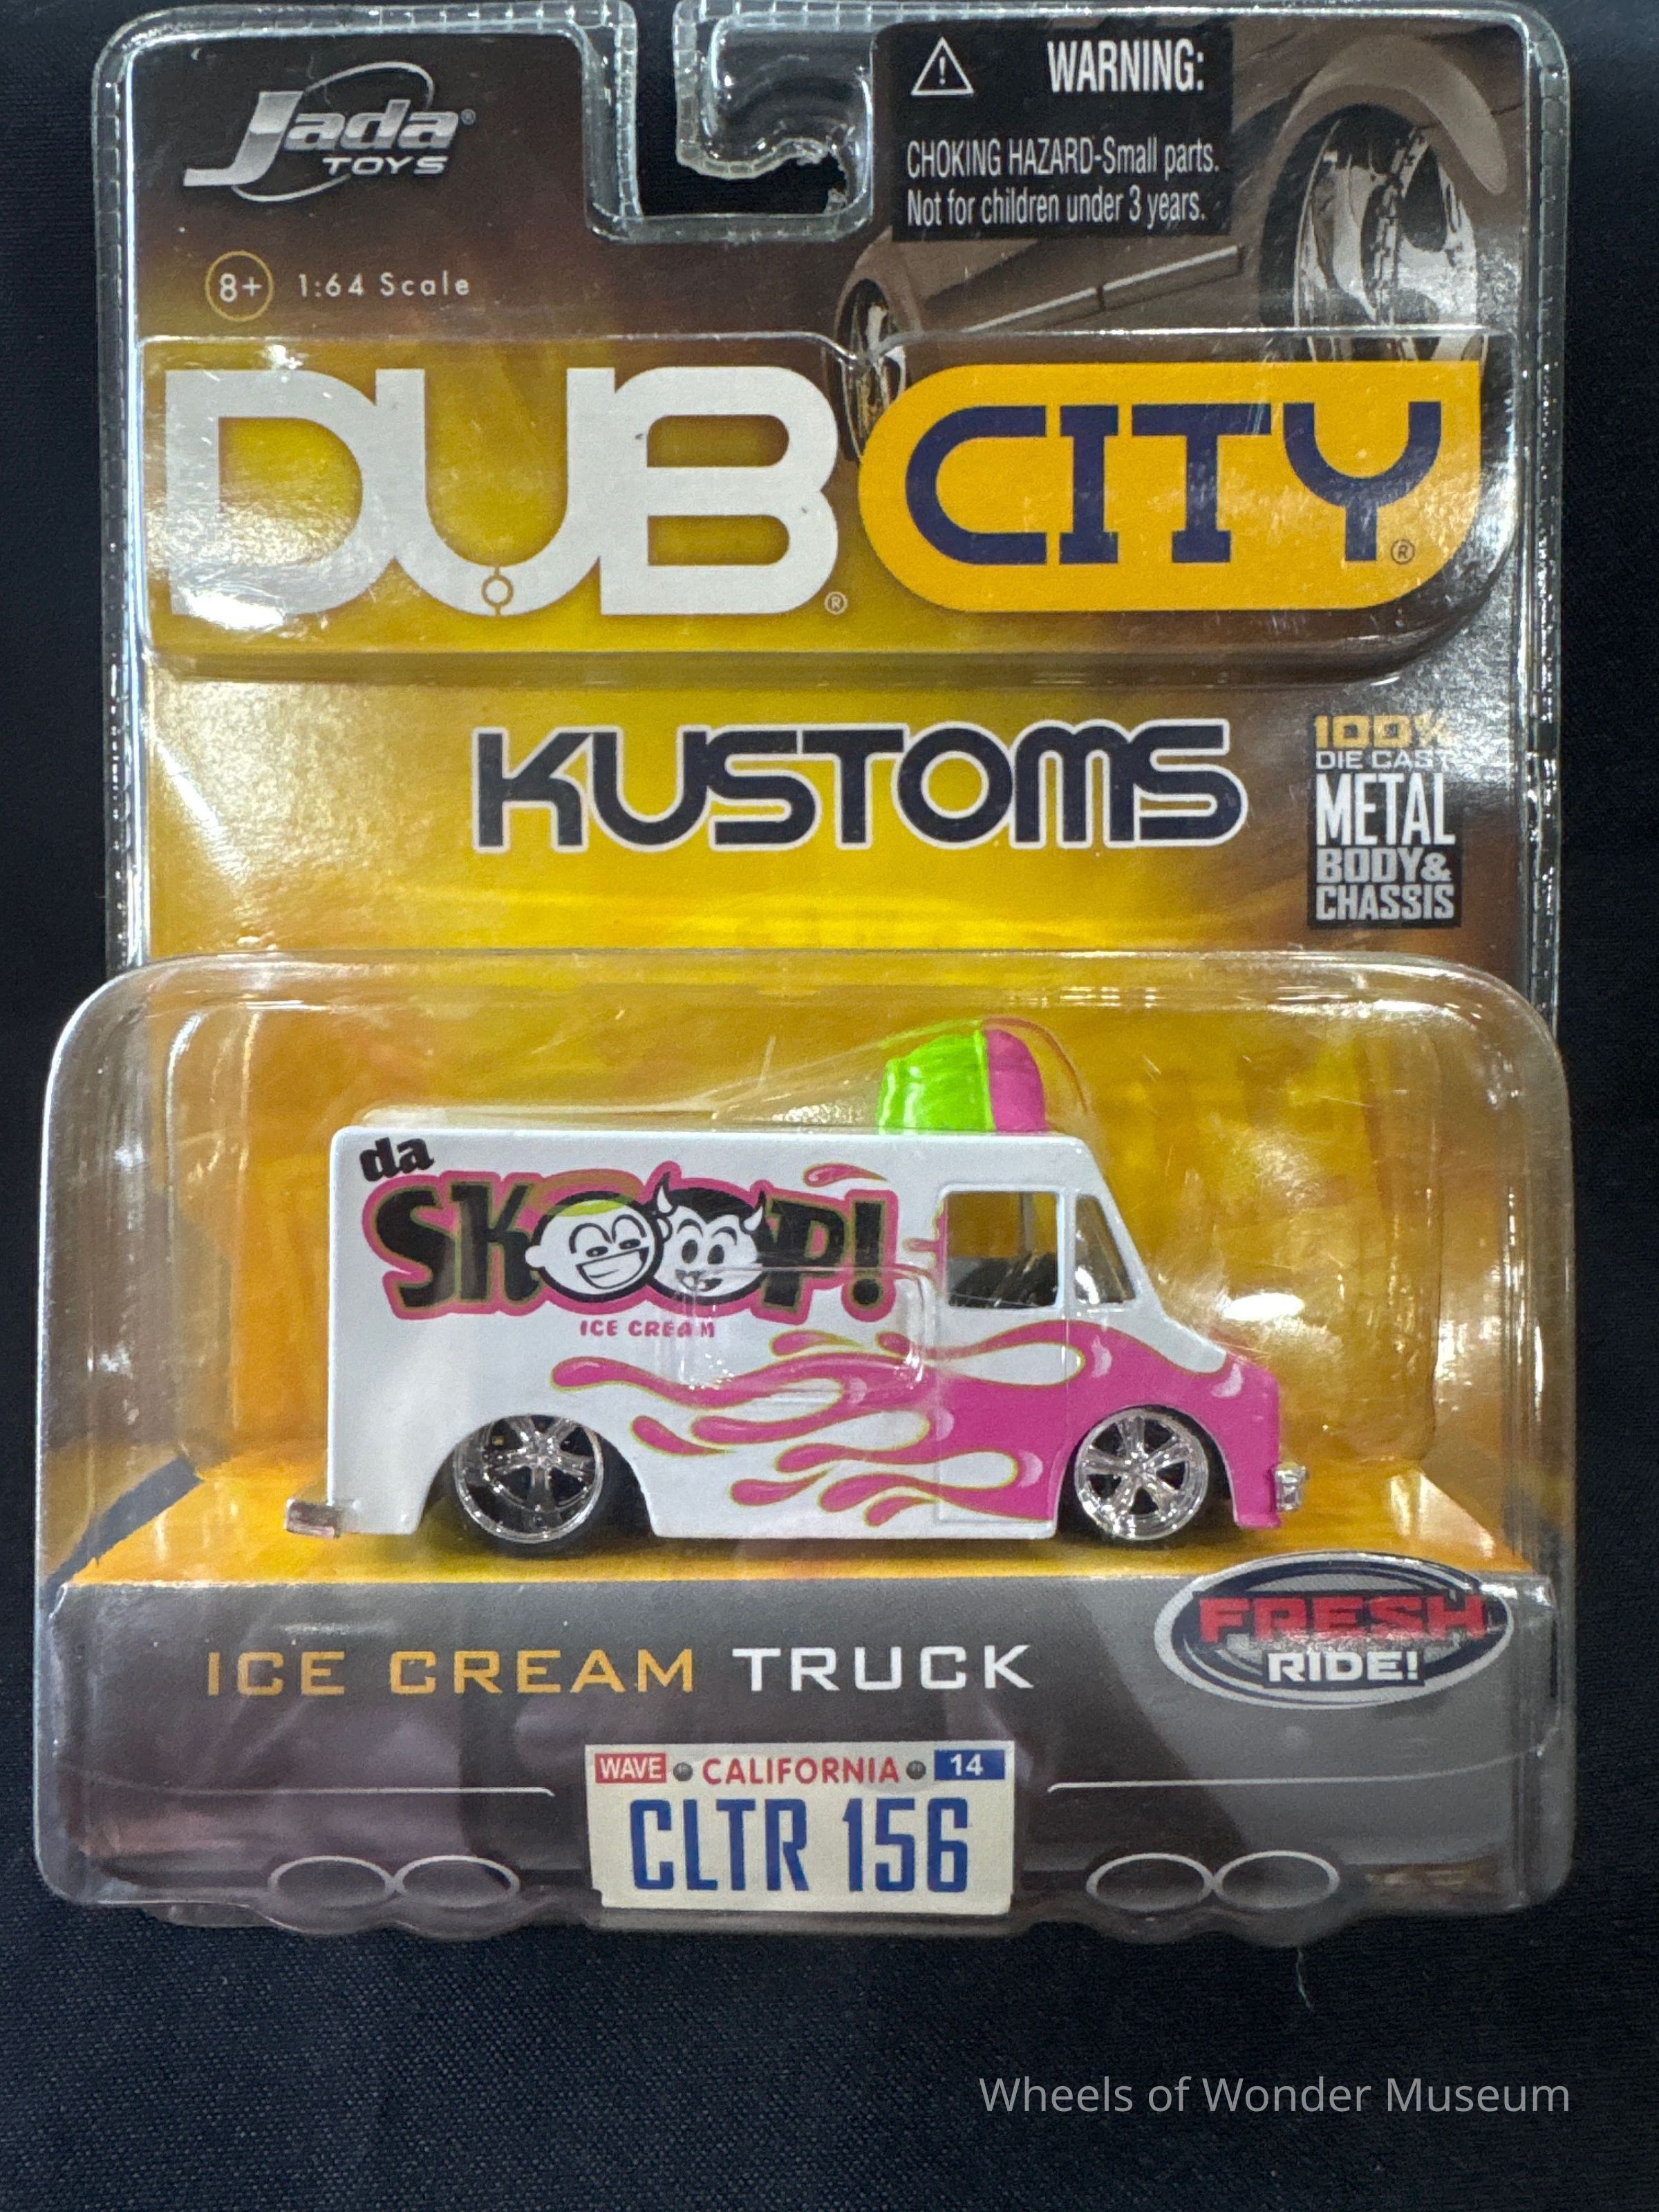 Jada®
TOYS
WARNING:
CHOKING HAZARD-Small parts.
Not for children under 3 years.
8+ 1:64 Scale
DUB® CITY®
KUSTOMS
100%
DIE CAST
METAL
BODY&
CHASSIS
da
SKOOP!
ICE CREAM
ICE CREAM TRUCK
FRESH
RIDE!
WAVE CALIFORNIA 14
CLTR 156
Wheels of Wonder Museum